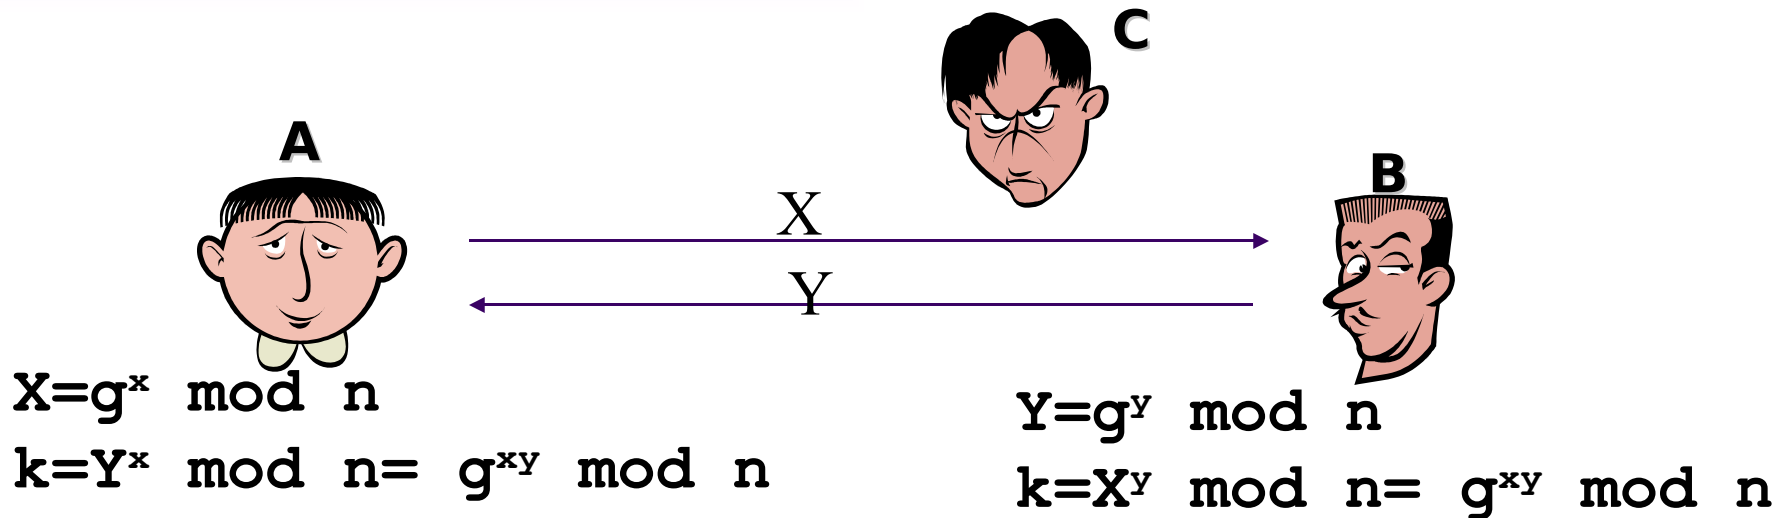 C
A
B
X
Y
X=gˣ mod n
k=Yˣ mod n= gˣʸ mod n
Y=gʸ mod n
k=Xʸ mod n= gˣʸ mod n